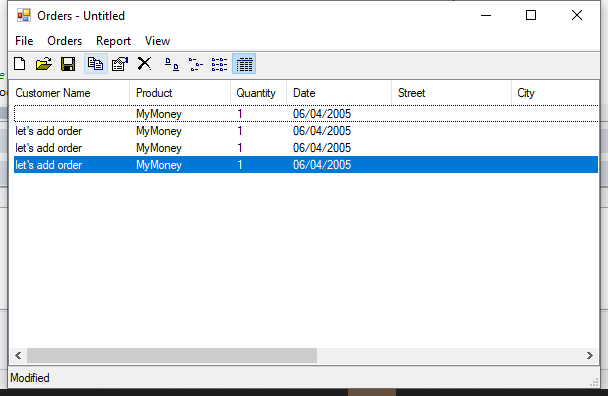 Orders - Untitled
File Orders Report View
Customer Name Product Quantity Date Street City
MyMoney 1 06/04/2005
let's add order MyMoney 1 06/04/2005
let's add order MyMoney 1 06/04/2005
let's add order MyMoney 1 06/04/2005
Modified